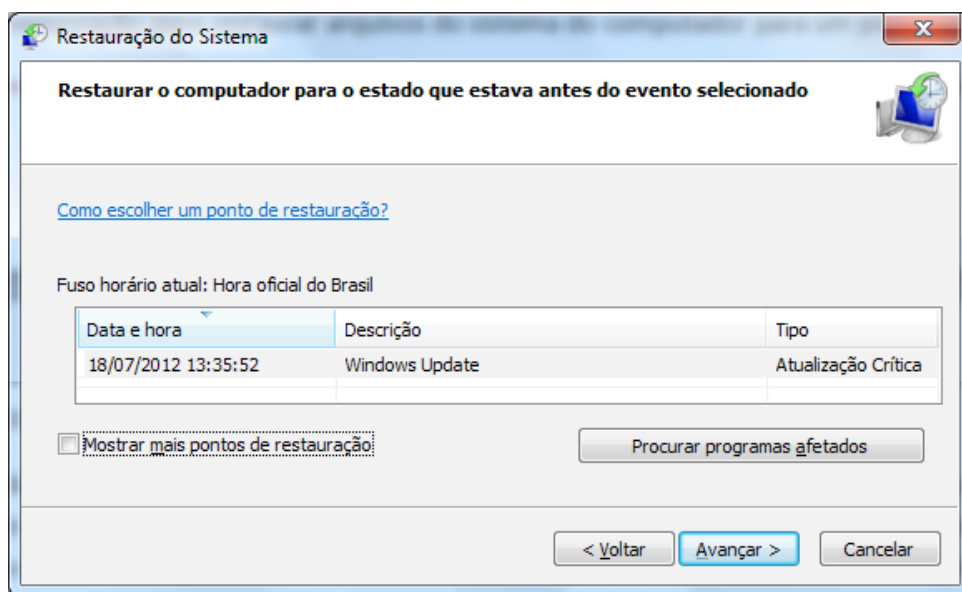 Restauração do Sistema
Restaurar o computador para o estado que estava antes do evento selecionado
Como escolher um ponto de restauração?
Fuso horário atual: Hora oficial do Brasil
Data e hora Descrição Tipo
18/07/2012 13:35:52 Windows Update Atualização Crítica
Mostrar mais pontos de restauração Procurar programas afetados
< Voltar Avançar > Cancelar